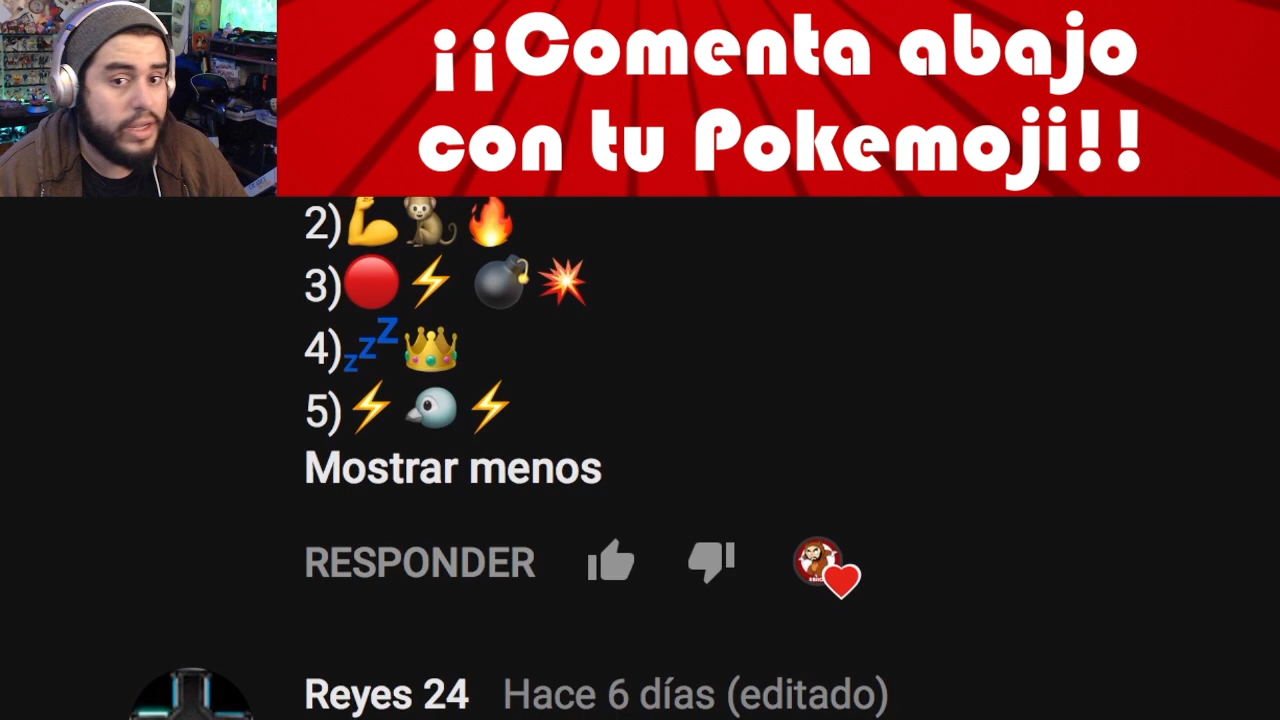 ¡¡Comenta abajo
con tu Pokemoji!!
2)💪🐒🔥
3)🔴⚡ 💣💥
4)💤👑
5)⚡🐦⚡
Mostrar menos
RESPONDER
Reyes 24 Hace 6 días (editado)